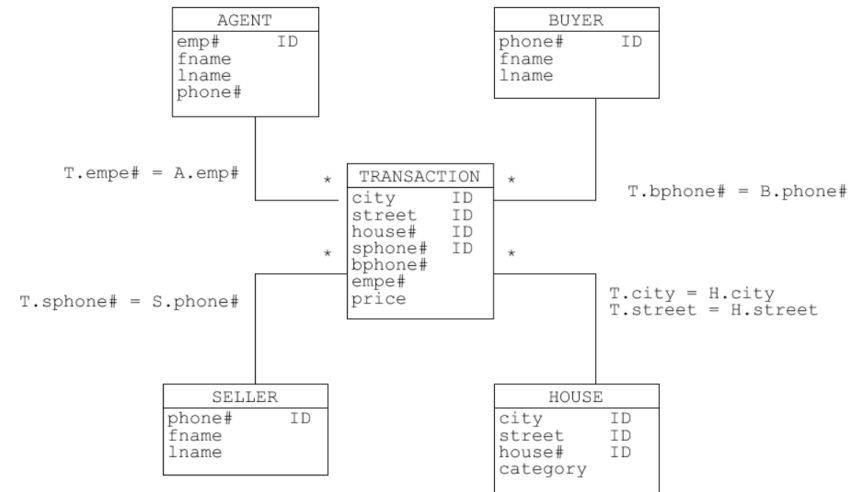 AGENT
emp# ID
fname
lname
phone#
BUYER
phone# ID
fname
lname
T.empe# = A.emp#
*
TRANSACTION
city ID
street ID
house# ID
sphone# ID
bphone#
empe#
price
*
T.bphone# = B.phone#
*
*
T.sphone# = S.phone#
T.city = H.city
T.street = H.street
SELLER
phone# ID
fname
lname
HOUSE
city ID
street ID
house# ID
category